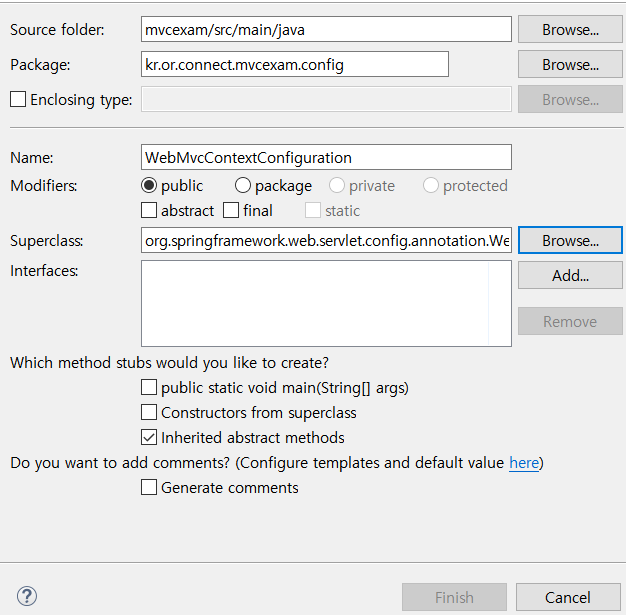 Source folder: mvcexam/src/main/java Browse...
Package: kr.or.connect.mvcexam.config Browse...
Enclosing type: Browse...
Name: WebMvcContextConfiguration
Modifiers: public package private protected
abstract final static
Superclass: org.springframework.web.servlet.config.annotation.We Browse...
Interfaces: Add...
Remove
Which method stubs would you like to create?
public static void main(String[] args)
Constructors from superclass
Inherited abstract methods
Do you want to add comments? (Configure templates and default value here)
Generate comments
? Finish Cancel